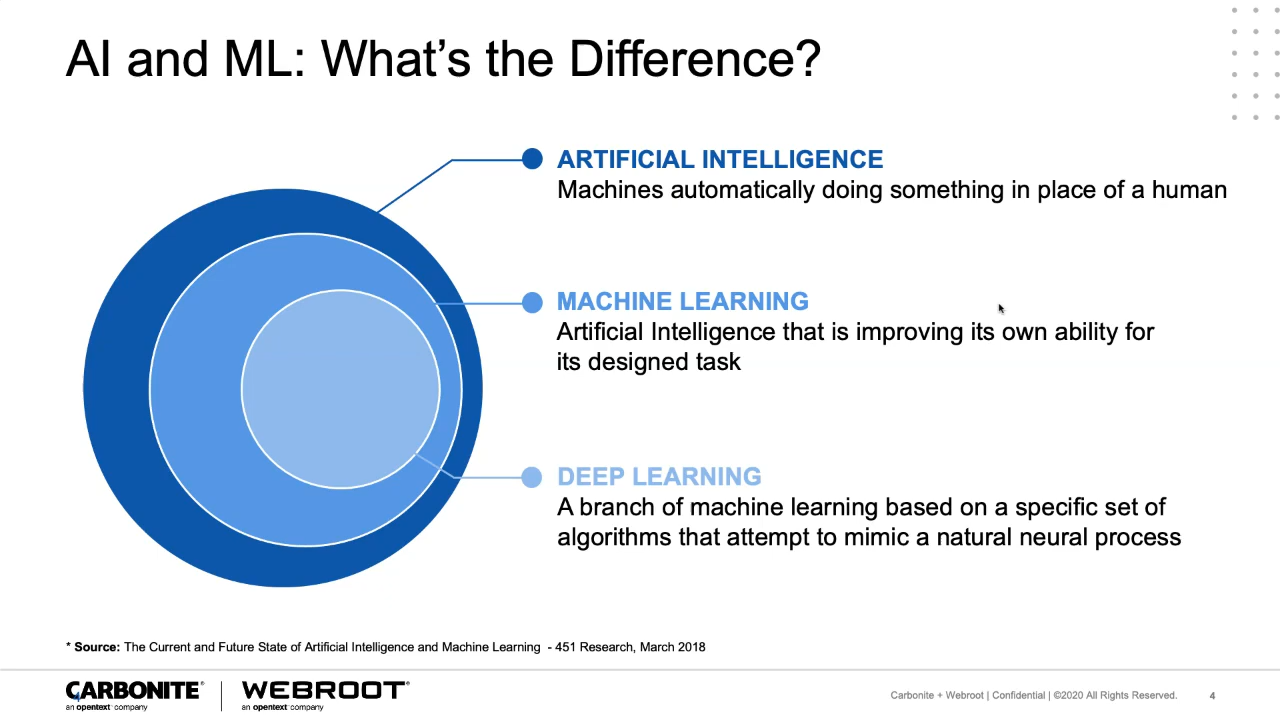 AI and ML: What's the Difference?
ARTIFICIAL INTELLIGENCE
Machines automatically doing something in place of a human
MACHINE LEARNING
Artificial Intelligence that is improving its own ability for
its designed task
DEEP LEARNING
A branch of machine learning based on a specific set of
algorithms that attempt to mimic a natural neural process
* Source: The Current and Future State of Artificial Intelligence and Machine Learning - 451 Research, March 2018
CARBONITE®
an opentext™ company
WEBROOT®
an opentext™ company
Carbonite + Webroot | Confidential | ©2020 All Rights Reserved.
4